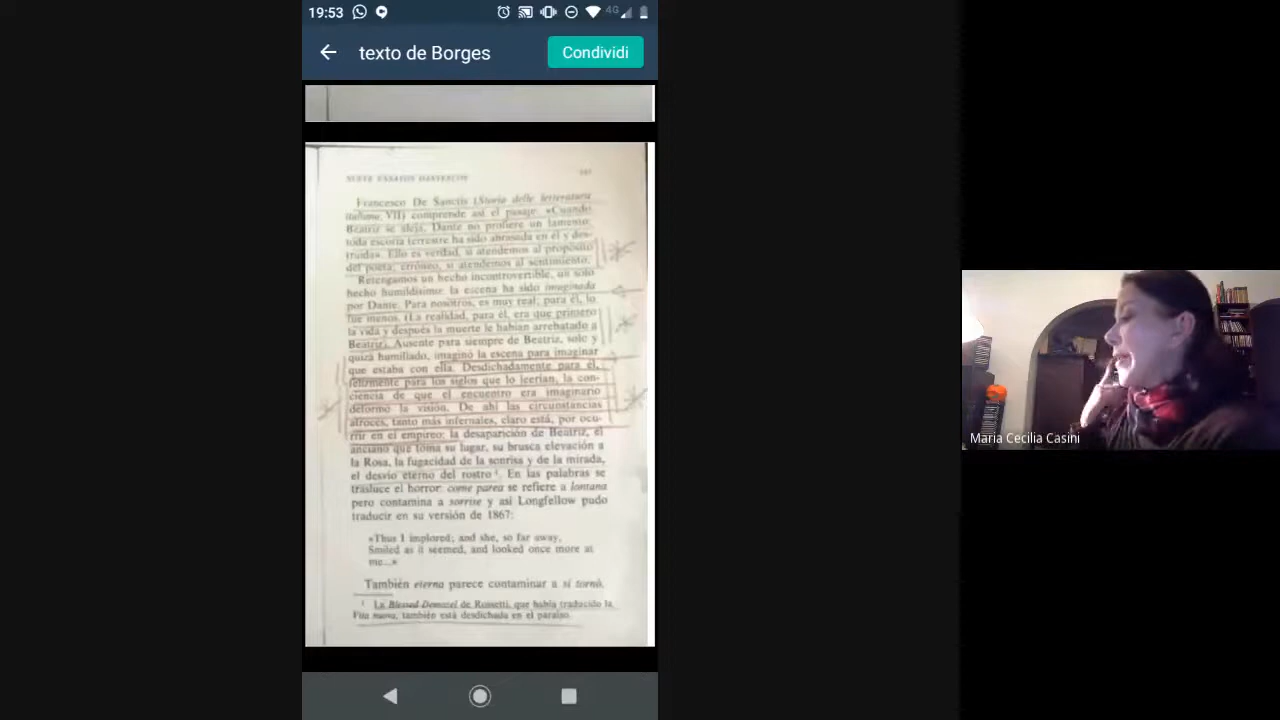 19:53
4G
texto de Borges
Condividi
NUEVE ENSAYOS DANTESCOS
Francesco De Sanctis (Storia delle letteratura
italiana, VII) comprende así el pasaje: «Cuando
Beatriz se aleja, Dante no profiere un lamento:
toda escoria terrestre ha sido abrasada en él y des-
truida». Ello es verdad, si atendemos al propósito
del poeta; erróneo, si atendemos al sentimiento.
Retengamos un hecho incontrovertible, un solo
hecho humildísimo: la escena ha sido imaginada
por Dante. Para nosotros, es muy real; para él, lo
fue menos. (La realidad, para él, era que primero
la vida y después la muerte le habían arrebatado a
Beatriz). Ausente para siempre de Beatriz, solo y
quizá humillado, imaginó la escena para imaginar
que estaba con ella. Desdichadamente para él,
felizmente para los siglos que lo leerían, la con-
ciencia de que el encuentro era imaginario
deformó la visión. De ahí las circunstancias
atroces, tanto más infernales, claro está, por ocu-
rrir en el empíreo: la desaparición de Beatriz, el
anciano que toma su lugar, su brusca elevación a
la Rosa, la fugacidad de la sonrisa y de la mirada,
el desvío eterno del rostro ¹. En las palabras se
trasluce el horror: come parea se refiere a lontana
pero contamina a sorrise y así Longfellow pudo
traducir en su versión de 1867:
«Thus I implored; and she, so far away,
Smiled as it seemed, and looked once more at
me...»
También eterna parece contaminar a si tornò.
¹ La Blessed Demozel de Rossetti, que había traducido la
Vita nuova, también está desdichada en el paraíso.
Maria Cecilia Casini